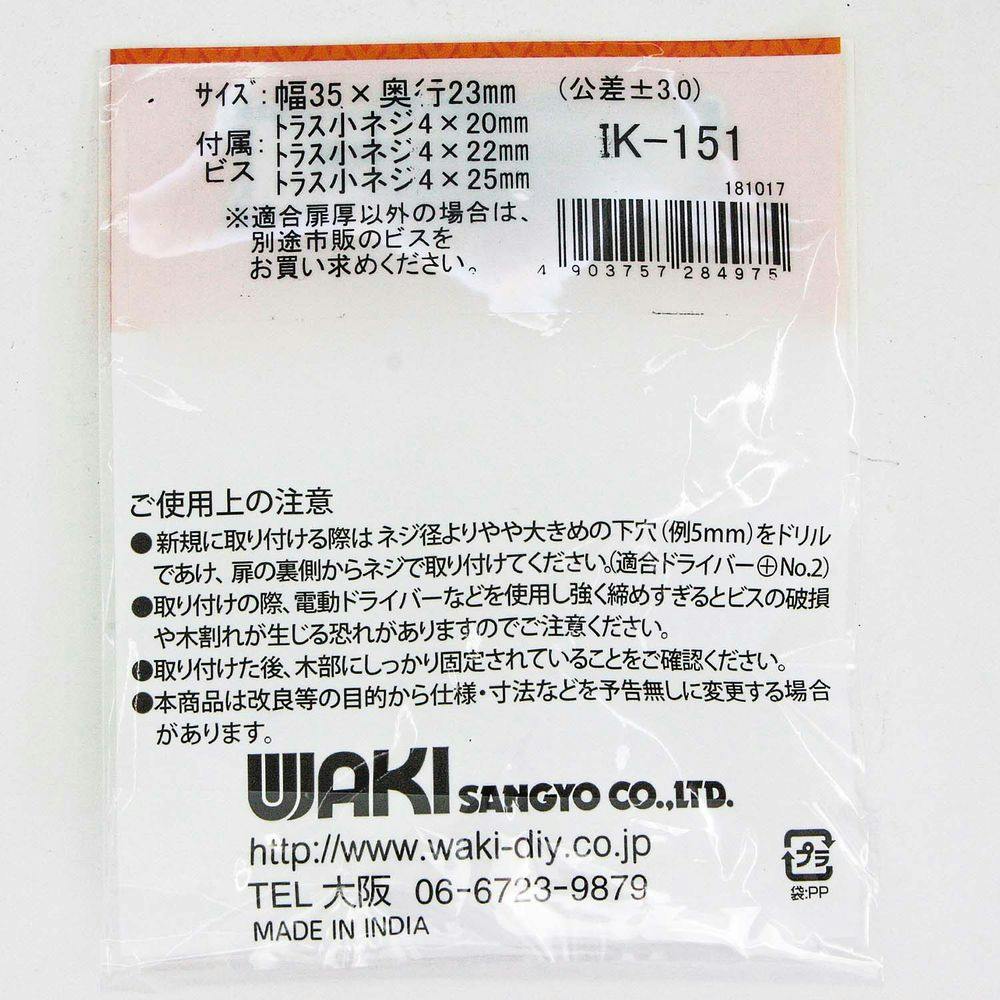 サイズ：幅35×奥行23mm （公差±3.0）
付属ビス：トラス小ネジ4×20mm
トラス小ネジ4×22mm
トラス小ネジ4×25mm
IK-151
181017
※適合扉厚以外の場合は、
別途市販のビスを
お買い求めください。
4 903757 284975
ご使用上の注意
●新規に取り付ける際はネジ径よりやや大きめの下穴（例5mm）をドリル
であけ、扉の裏側からネジで取り付けてください。（適合ドライバー⊕No.2）
●取り付けの際、電動ドライバーなどを使用し強く締めすぎるとビスの破損
や木割れが生じる恐れがありますのでご注意ください。
●取り付けた後、木部にしっかり固定されていることをご確認ください。
●本商品は改良等の目的から仕様・寸法などを予告無しに変更する場合
があります。
WAKI SANGYO CO.,LTD.
http://www.waki-diy.co.jp
TEL 大阪 06-6723-9879
MADE IN INDIA
プラ
袋:PP